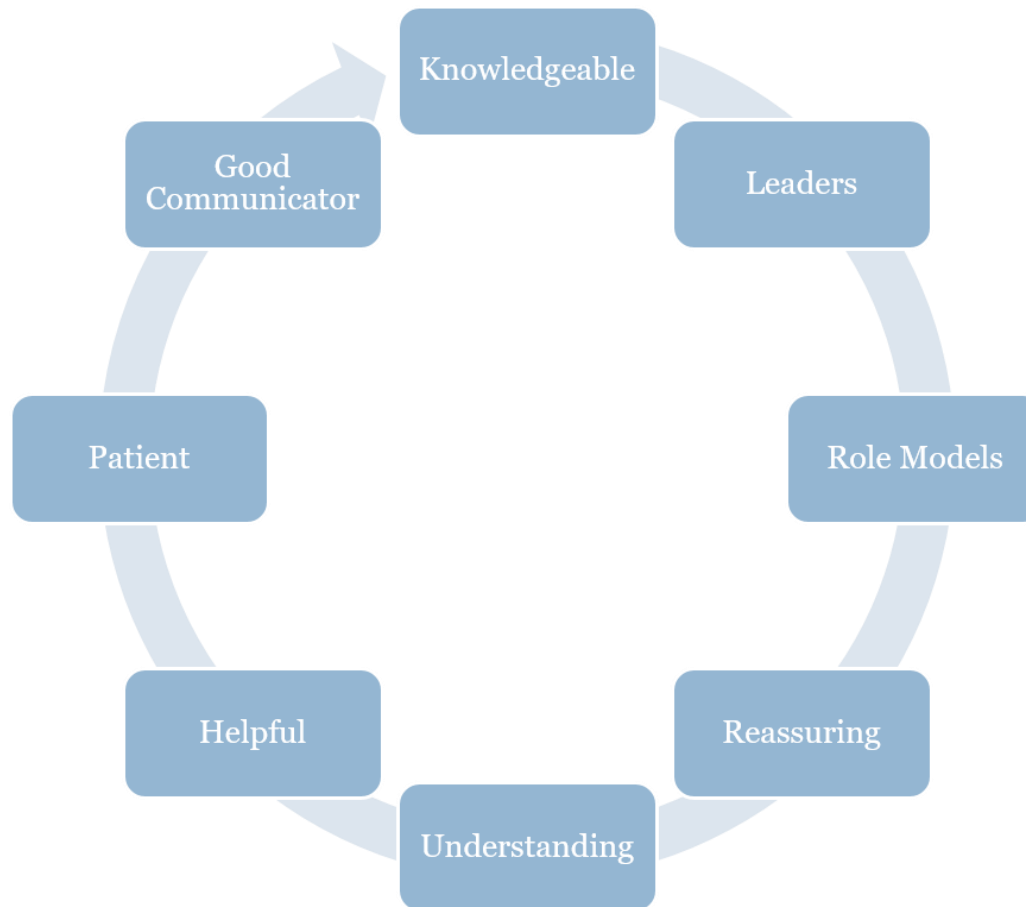 Knowledgeable
Leaders
Role Models
Reassuring
Understanding
Helpful
Patient
Good
Communicator